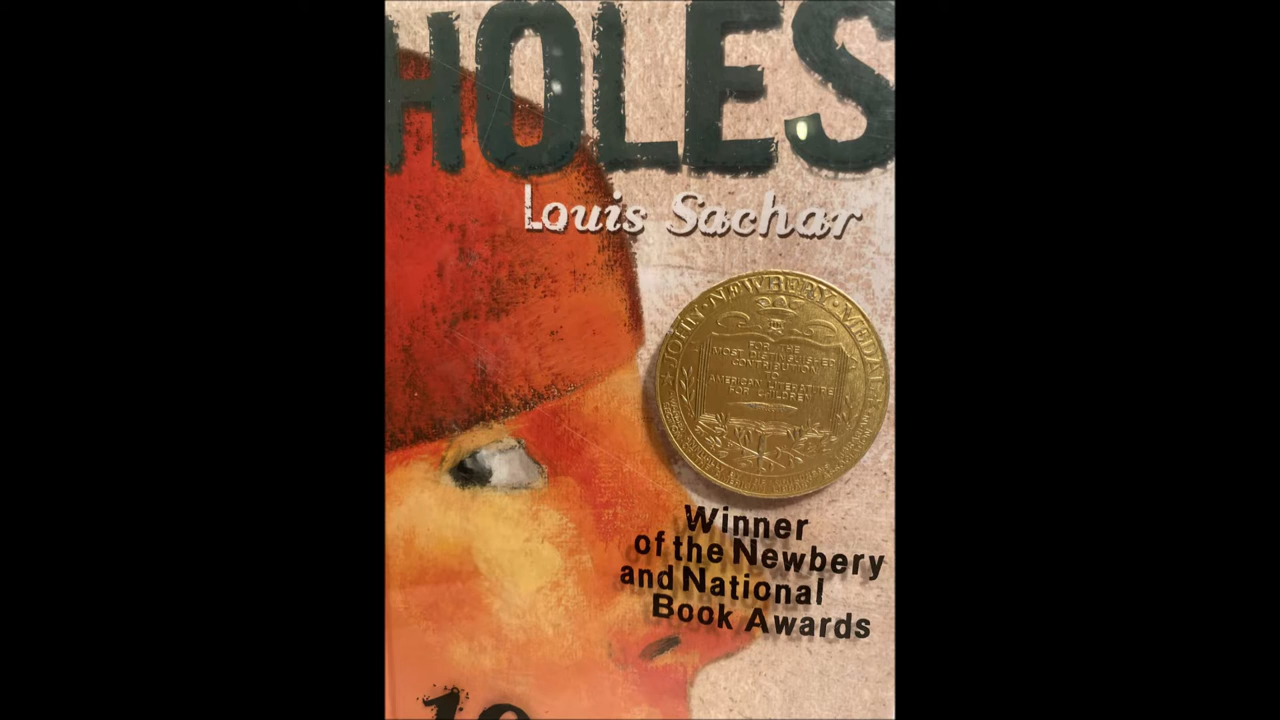 HOLES
Louis Sachar
JOHN · NEWBERY · MEDAL
FOR THE
MOST DISTINGUISHED
CONTRIBUTION
TO
AMERICAN LITERATURE
FOR CHILDREN
Winner
of the Newbery
and National
Book Awards